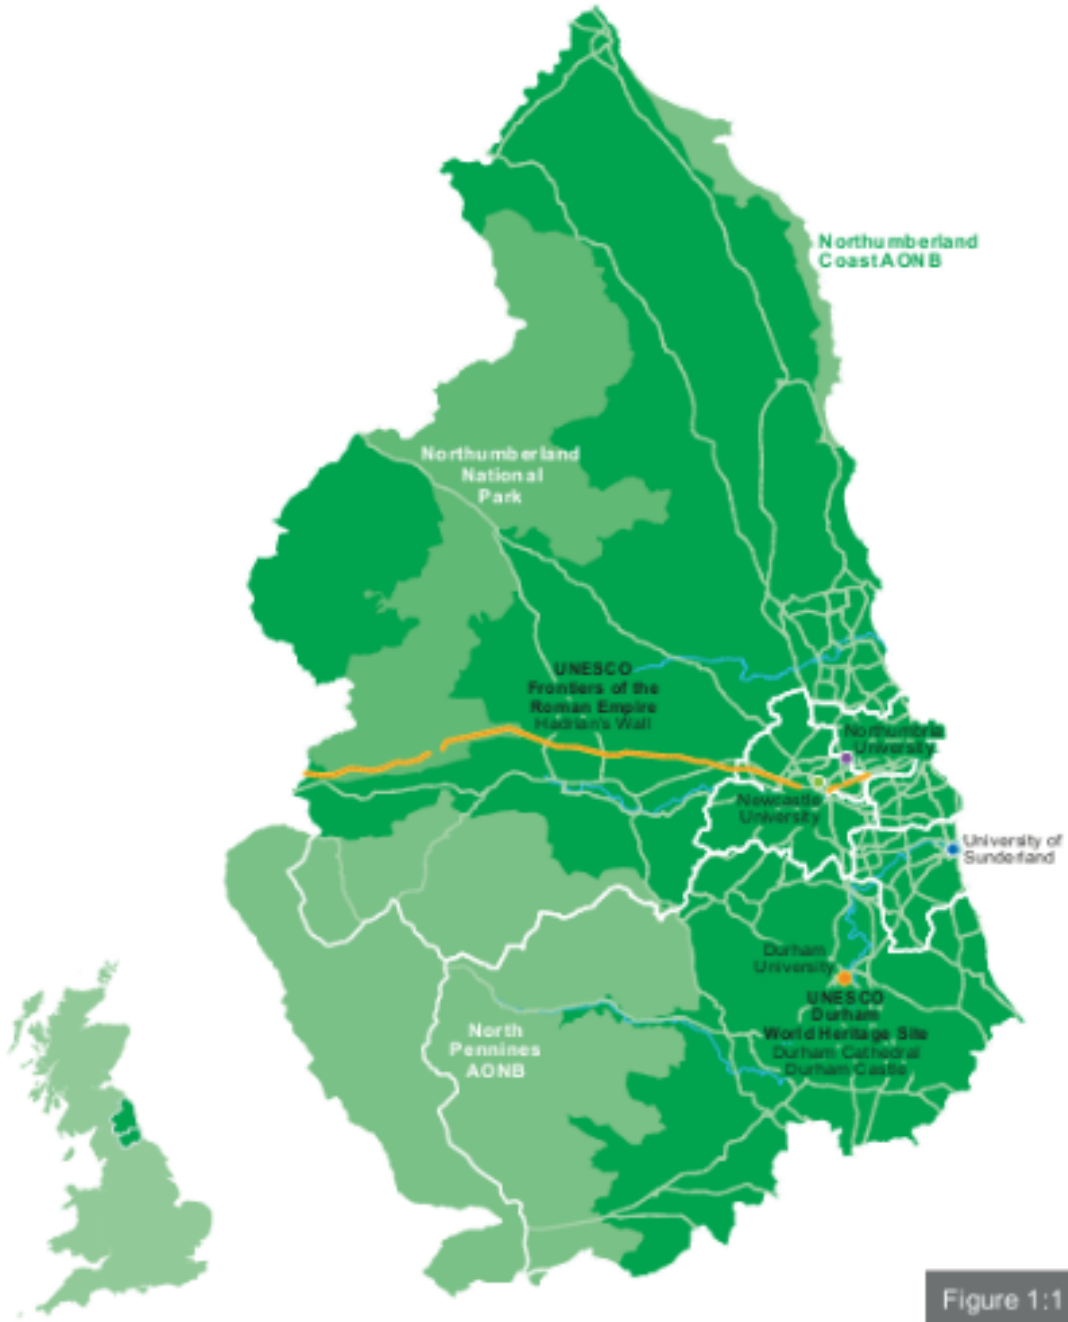 Northumberland
Coast AONB
Northumberland
National
Park
UNESCO
Frontiers of the
Roman Empire
Hadrian's Wall
Northumbria
University
Newcastle
University
University of
Sunderland
Durham
University
UNESCO
Durham
World Heritage Site
Durham Cathedral
Durham Castle
North
Pennines
AONB
Figure 1:1